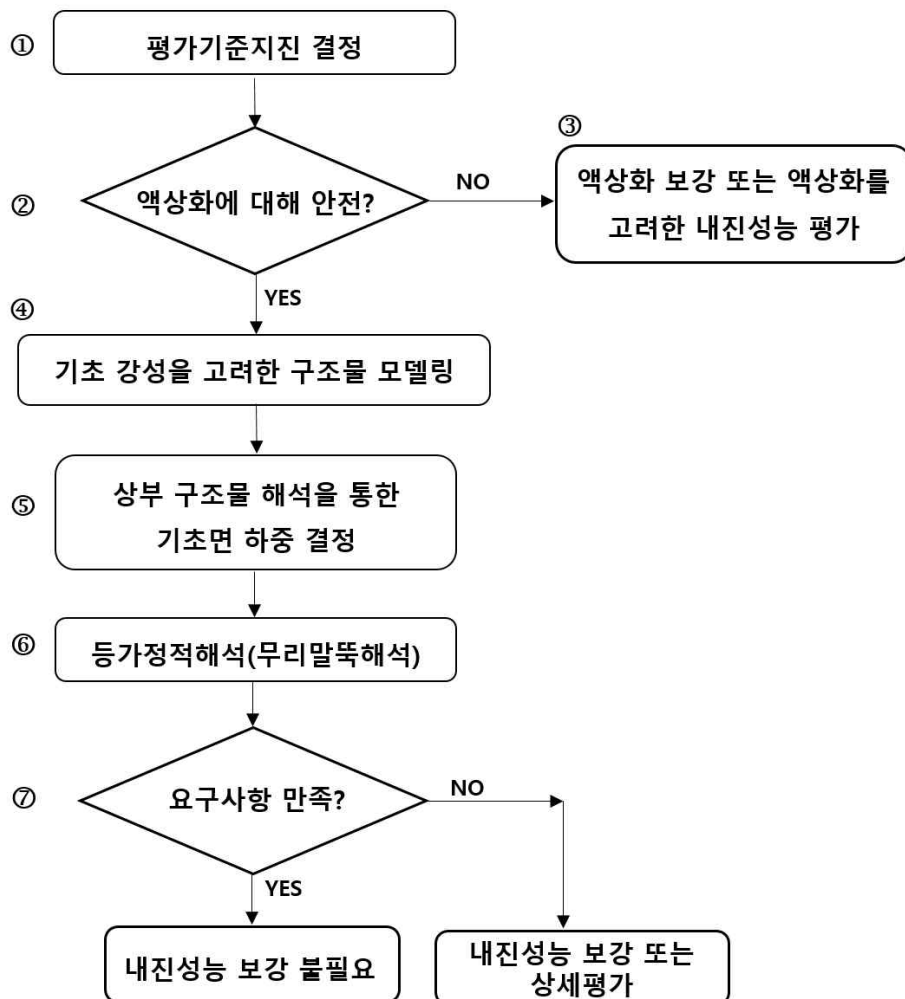 ①
평가기준지진 결정
②
액상화에 대해 안전?
NO
③
액상화 보강 또는 액상화를
고려한 내진성능 평가
YES
④
기초 강성을 고려한 구조물 모델링
⑤
상부 구조물 해석을 통한
기초면 하중 결정
⑥
등가정적해석(무리말뚝해석)
⑦
요구사항 만족?
NO
YES
내진성능 보강 불필요
내진성능 보강 또는
상세평가